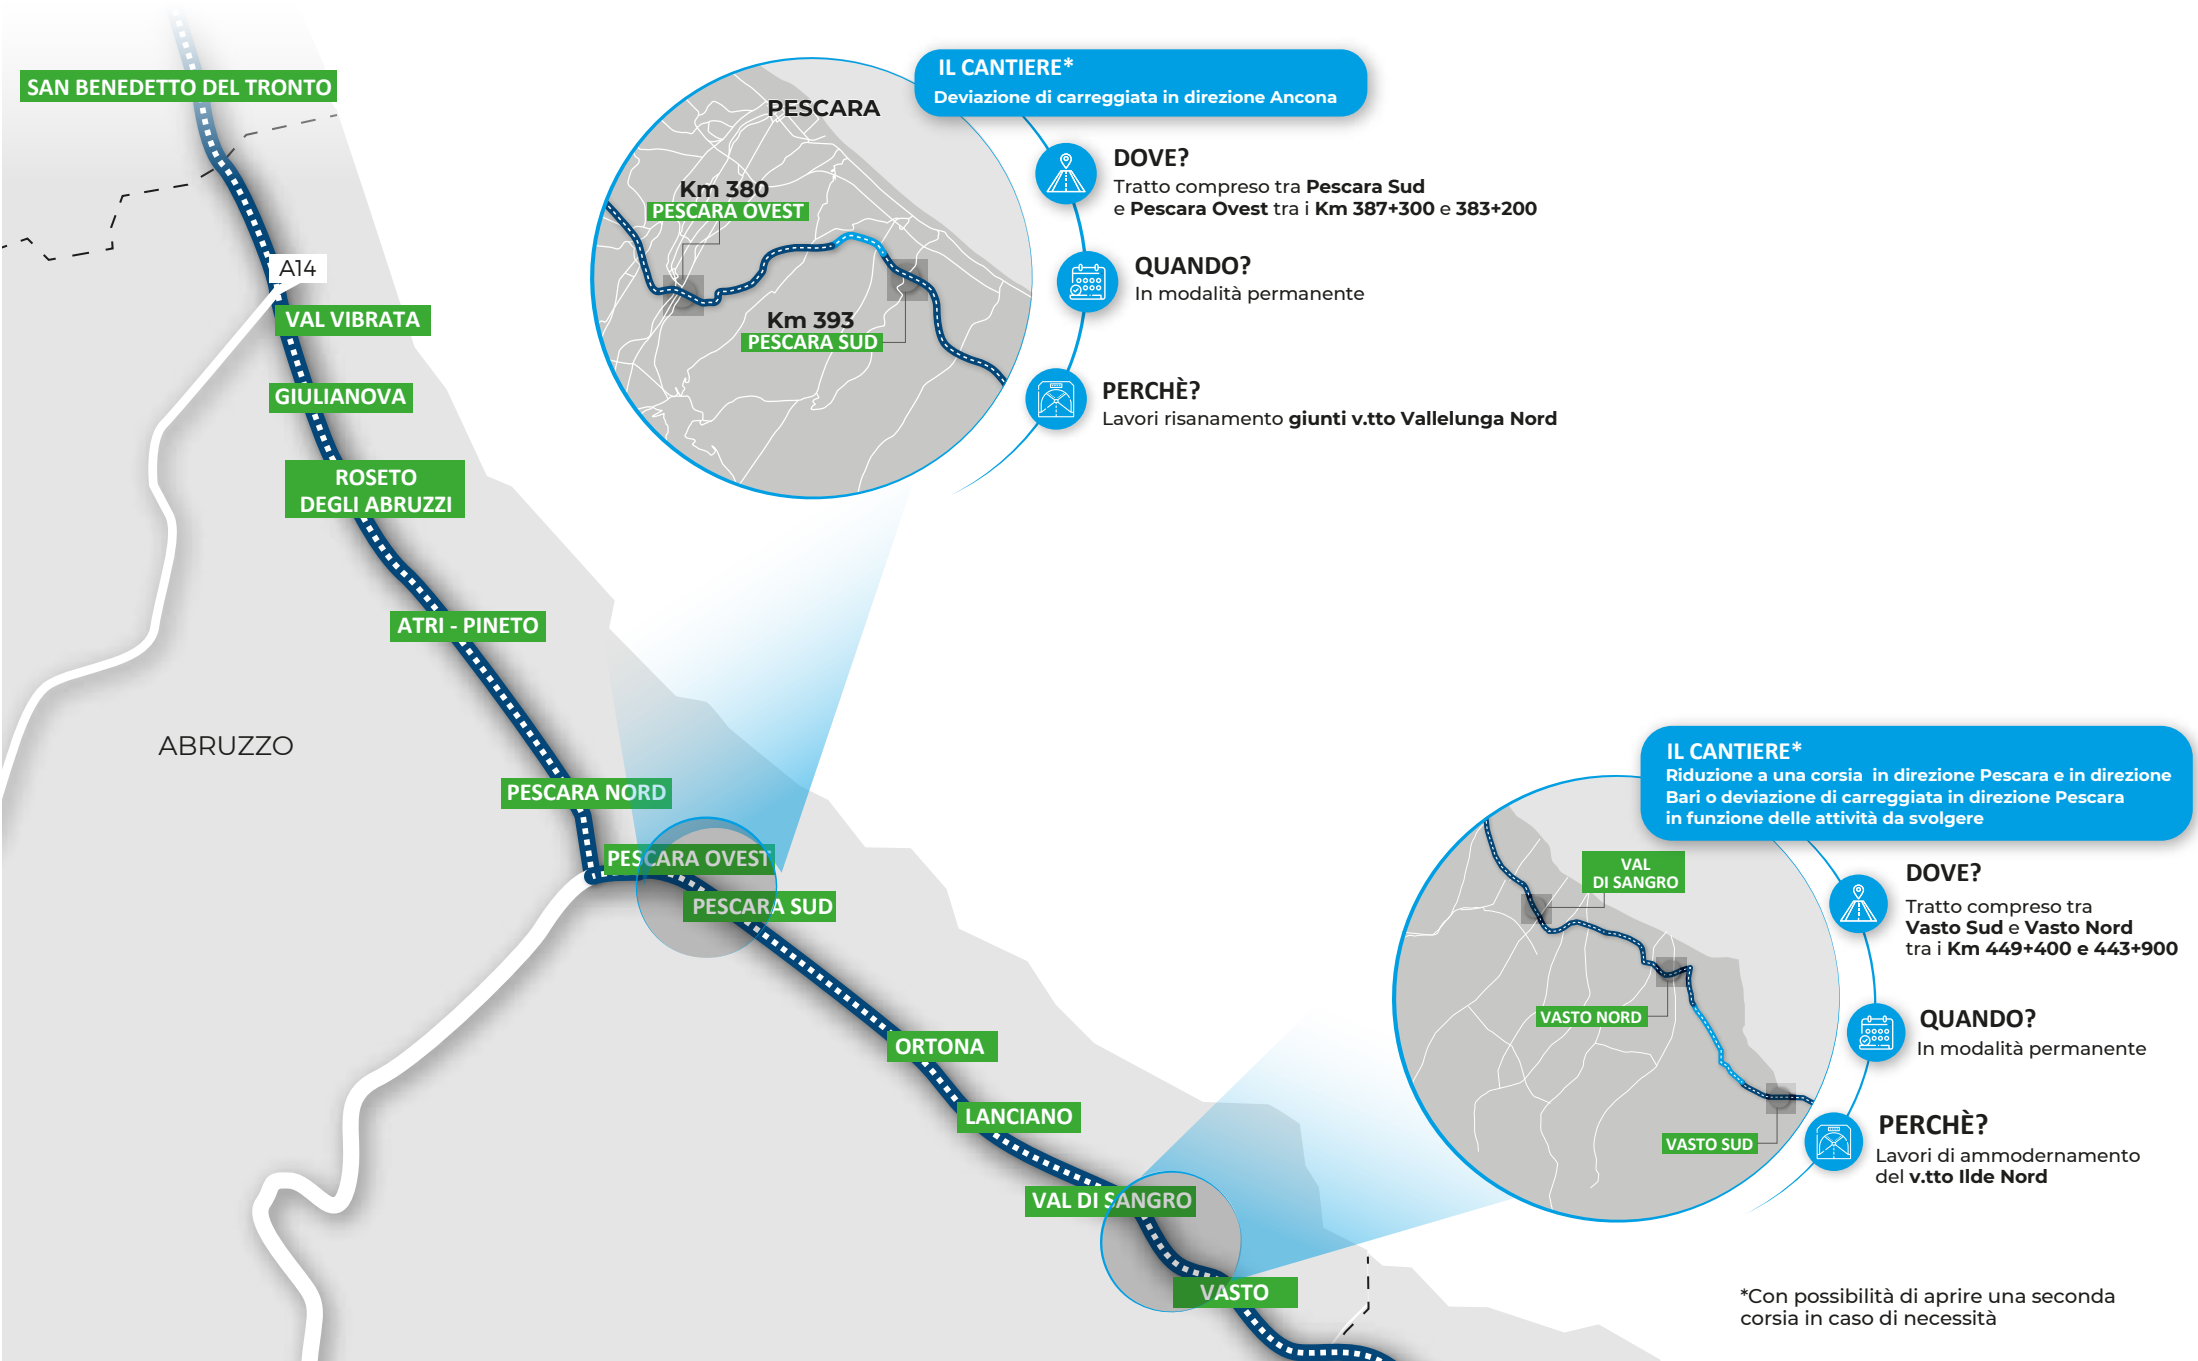 SAN BENEDETTO DEL TRONTO
A14
VAL VIBRATA
GIULIANOVA
ROSETO
DEGLI ABRUZZI
ATRI - PINETO
ABRUZZO
PESCARA NORD
PESCARA OVEST
PESCARA SUD
ORTONA
LANCIANO
VAL DI SANGRO
VASTO
PESCARA
Km 380
PESCARA OVEST
Km 393
PESCARA SUD
IL CANTIERE*
Deviazione di carreggiata in direzione Ancona
DOVE?
Tratto compreso tra Pescara Sud
e Pescara Ovest tra i Km 387+300 e 383+200
QUANDO?
In modalità permanente
PERCHÈ?
Lavori risanamento giunti v.tto Vallelunga Nord
IL CANTIERE*
Riduzione a una corsia in direzione Pescara e in direzione
Bari o deviazione di carreggiata in direzione Pescara
in funzione delle attività da svolgere
VAL
DI SANGRO
VASTO NORD
VASTO SUD
DOVE?
Tratto compreso tra
Vasto Sud e Vasto Nord
tra i Km 449+400 e 443+900
QUANDO?
In modalità permanente
PERCHÈ?
Lavori di ammodernamento
del v.tto Ilde Nord
*Con possibilità di aprire una seconda
corsia in caso di necessità